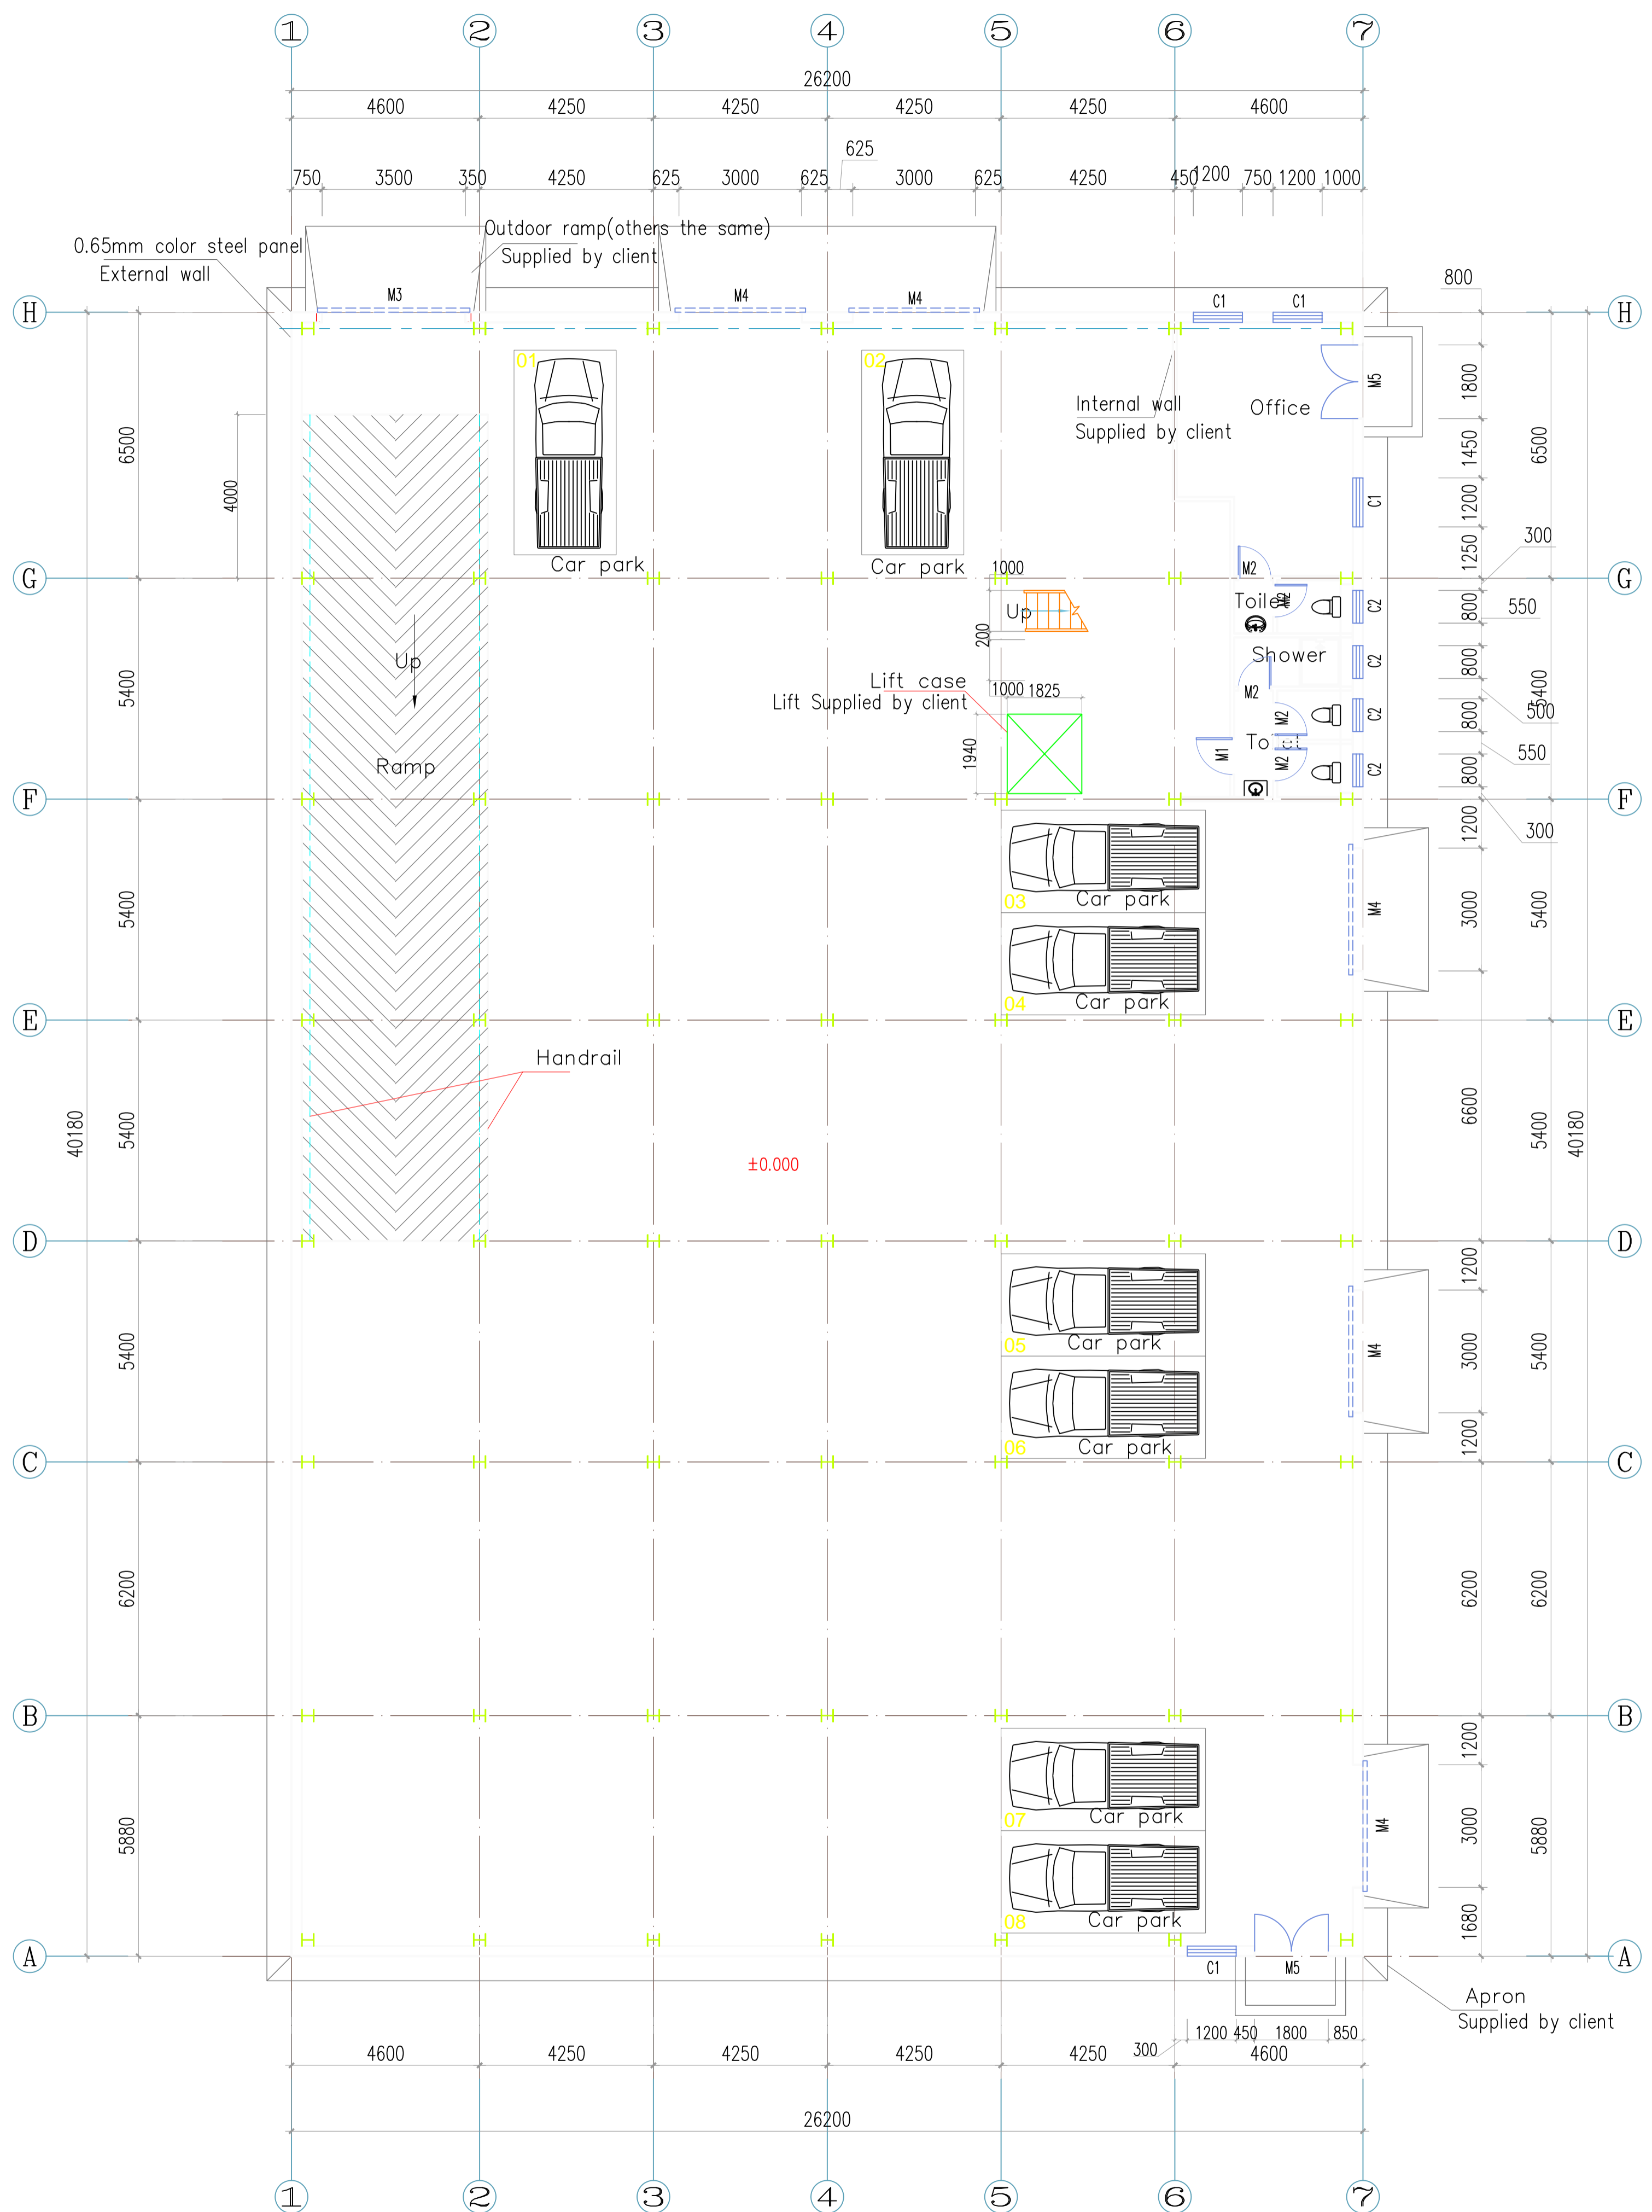 1 2 3 4 5 6 7
26200
4600 4250 4250 4250 4250 4600
625
750 3500 350 4250 625 3000 625 3000 625 4250 450 1200 750 1200 1000
0.65mm color steel panel
External wall
Outdoor ramp(others the same)
Supplied by client
800
M3 M4 M4 C1 C1
H H
01 02
M5
1800
Internal wall
Supplied by client
Office
6500
4000
1450
6500
C1
1200
1250
300
Car park Car park
M2
G G
1000
Up
200
Toilet
M2
C2
800
550
Up
Shower
C2
800
5400
Lift case
Lift Supplied by client
1000 1825
M2
5400
500
M2
C2
800
1940
M1
M2
550
Ramp
C2
800
F F
300
1200
03
Car park
5400
M4
3000
5400
04
Car park
E E
Handrail
40180
5400
6600
5400
40180
±0.000
D D
1200
05
Car park
5400
M4
3000
5400
06
Car park
1200
C C
6200
6200
6200
B B
1200
07
Car park
5880
M4
3000
5880
08
Car park
1680
A A
C1 M5
Apron
Supplied by client
300
1200 450 1800 850
4600 4250 4250 4250 4250 4600
26200
1 2 3 4 5 6 7